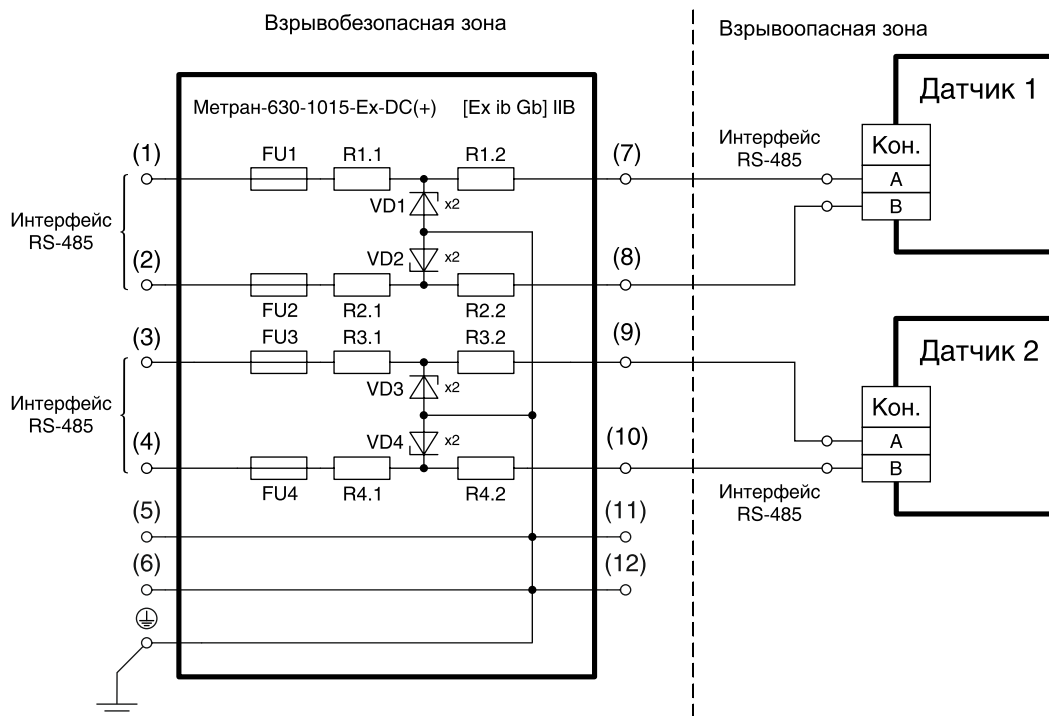 Взрывобезопасная зона
Взрывоопасная зона
Метран-630-1015-Ex-DC(+) [Ex ib Gb] IIB
Датчик 1
(1)
FU1
R1.1
R1.2
(7)
Интерфейс
RS-485
Кон.
A
B
VD1
x2
Интерфейс
RS-485
(2)
VD2
x2
(8)
FU2
R2.1
R2.2
(3)
FU3
R3.1
R3.2
(9)
Датчик 2
VD3
x2
Интерфейс
RS-485
Кон.
A
B
(4)
VD4
x2
(10)
FU4
R4.1
R4.2
Интерфейс
RS-485
(5)
(11)
(6)
(12)